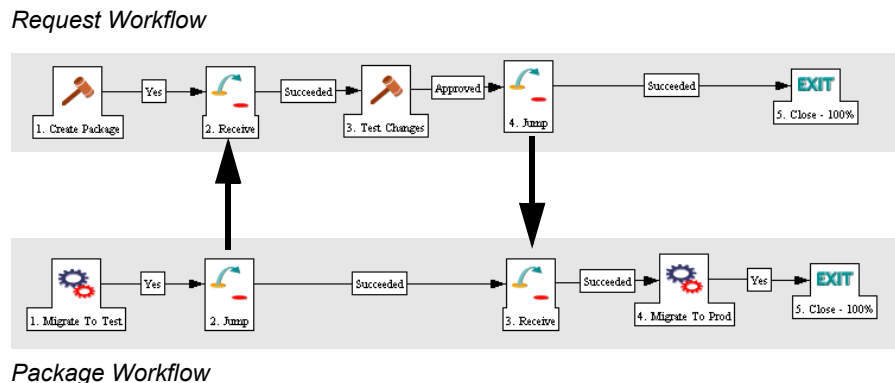 Request Workflow
Yes
Succeeded
Approved
Succeeded
EXIT
1. Create Package
2. Receive
3. Test Changes
4. Jump
5. Close - 100%
Yes
Succeeded
Succeeded
Yes
EXIT
1. Migrate To Test
2. Jump
3. Receive
4. Migrate To Prod
5. Close - 100%
Package Workflow